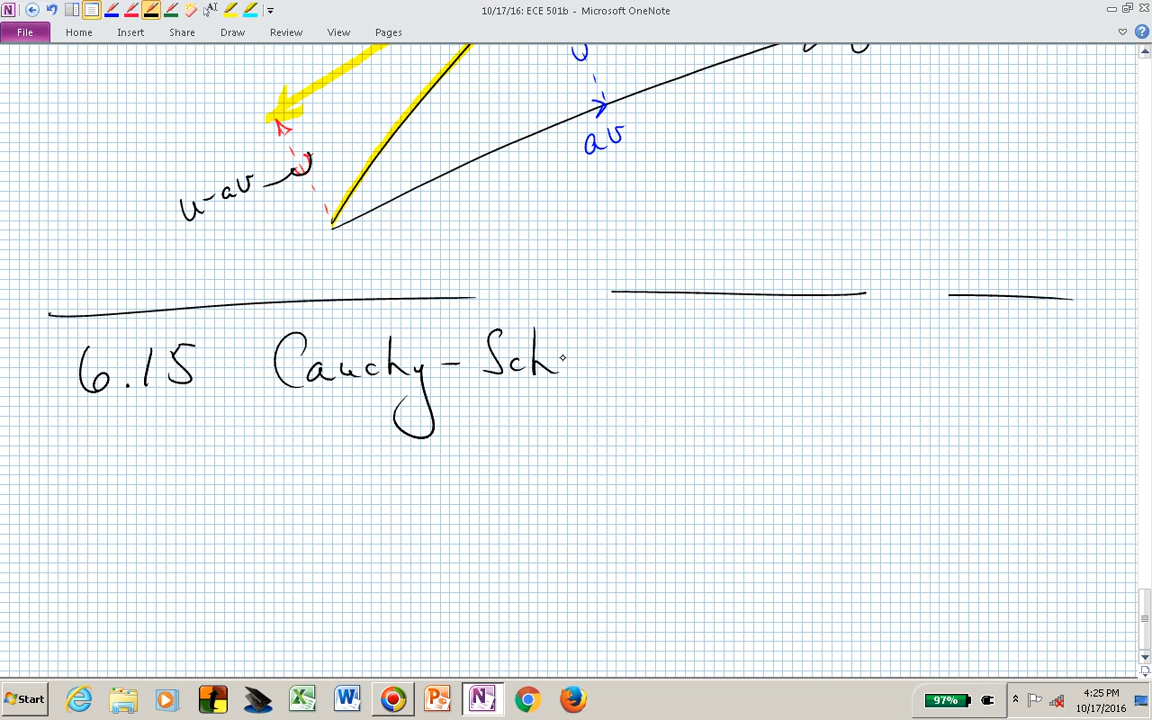 10/17/16: ECE 501b - Microsoft OneNote
File Home Insert Share Draw Review View Pages
av
u-av
6.15 Cauchy - Sch
Start
97%
4:25 PM
10/17/2016